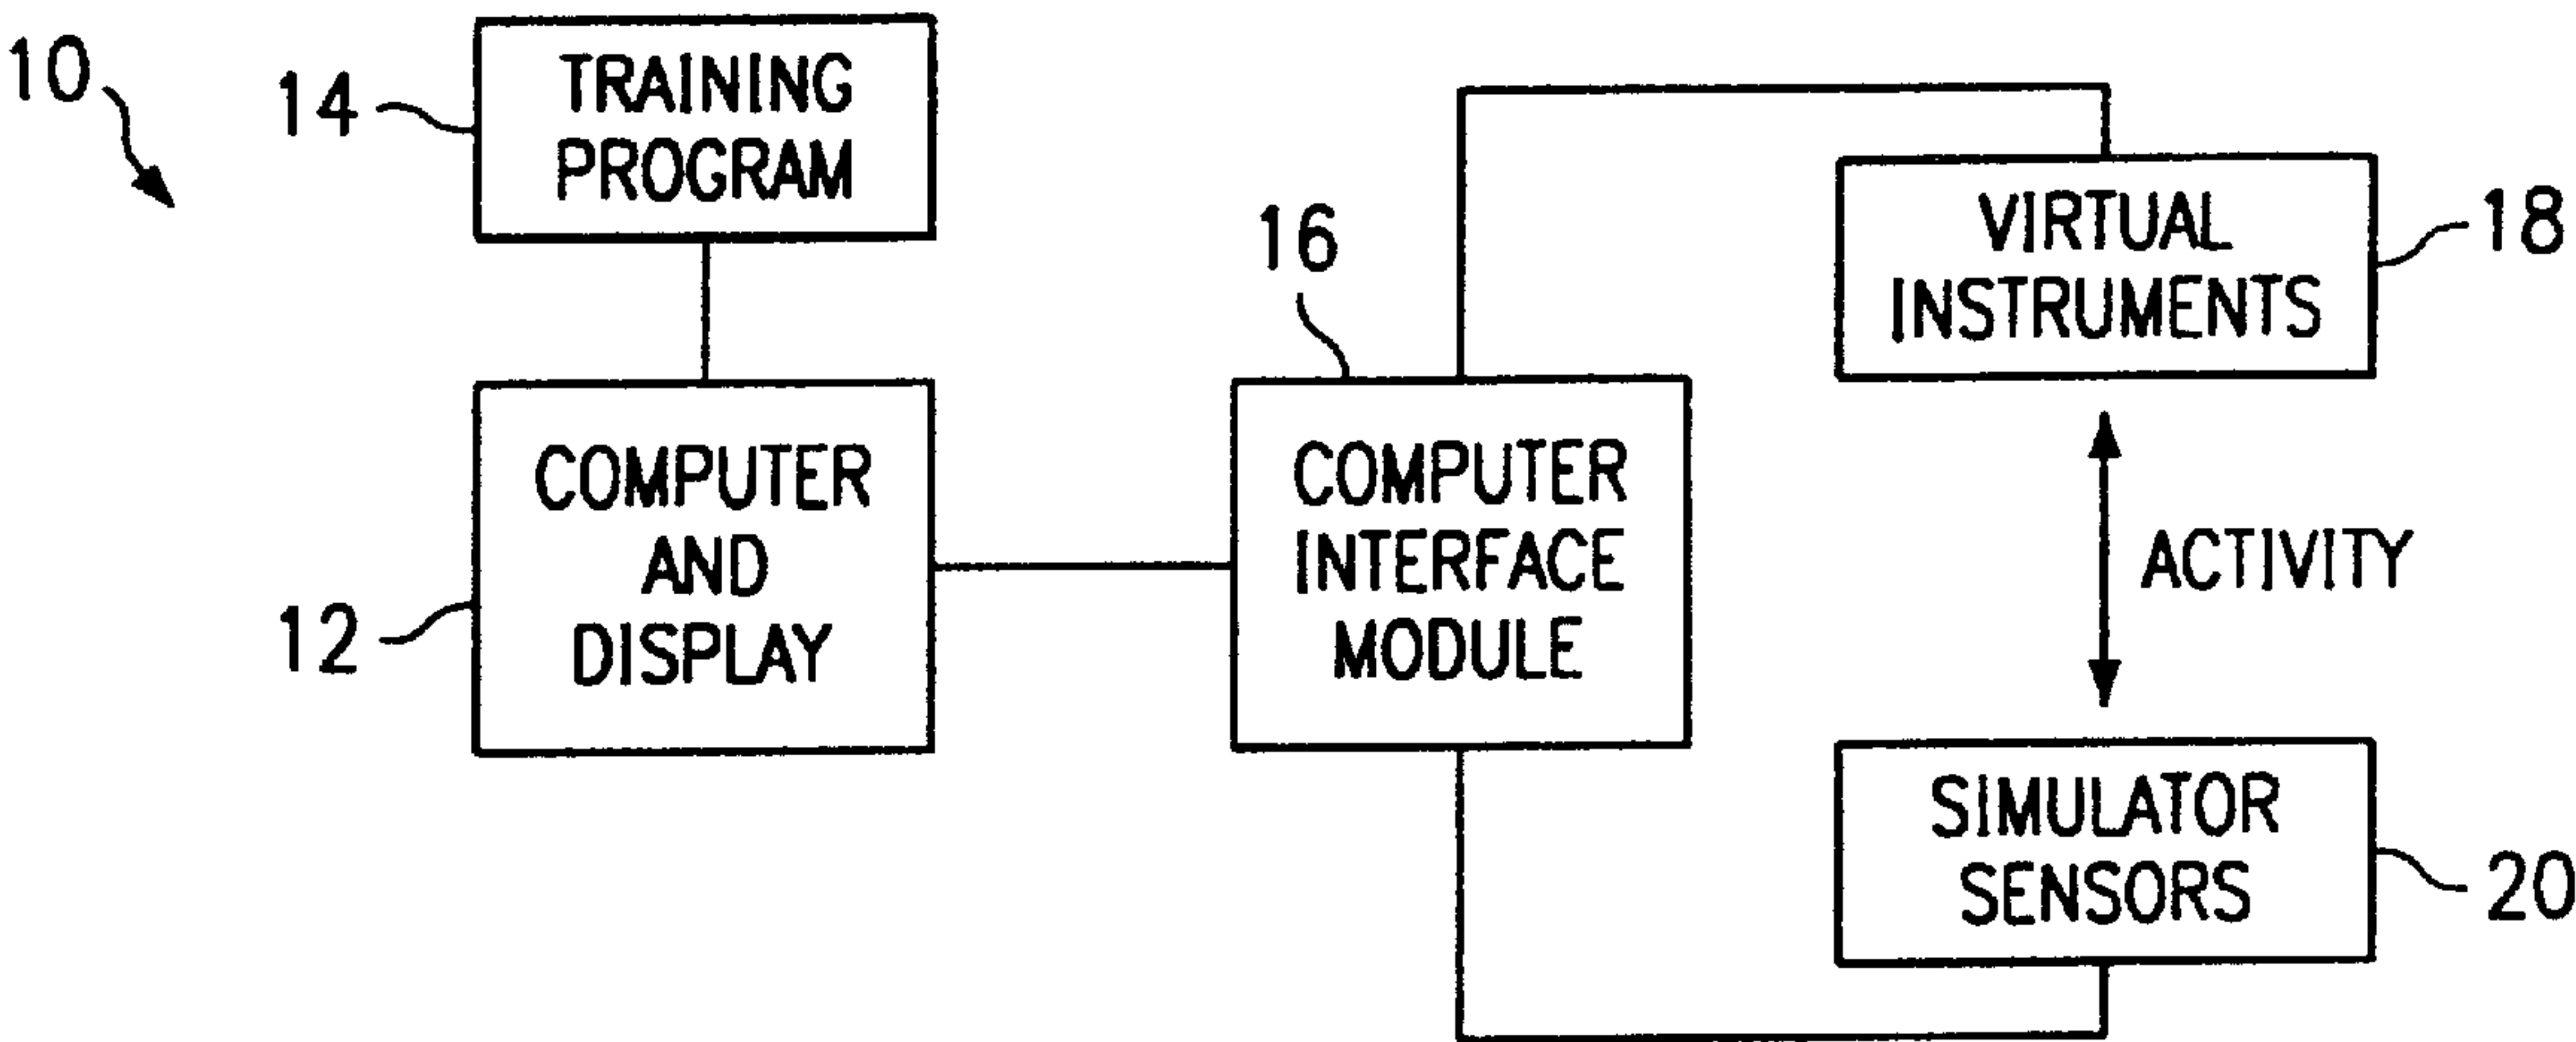 10
14
TRAINING
PROGRAM
16
VIRTUAL
INSTRUMENTS
18
COMPUTER
AND
DISPLAY
12
COMPUTER
INTERFACE
MODULE
ACTIVITY
SIMULATOR
SENSORS
20